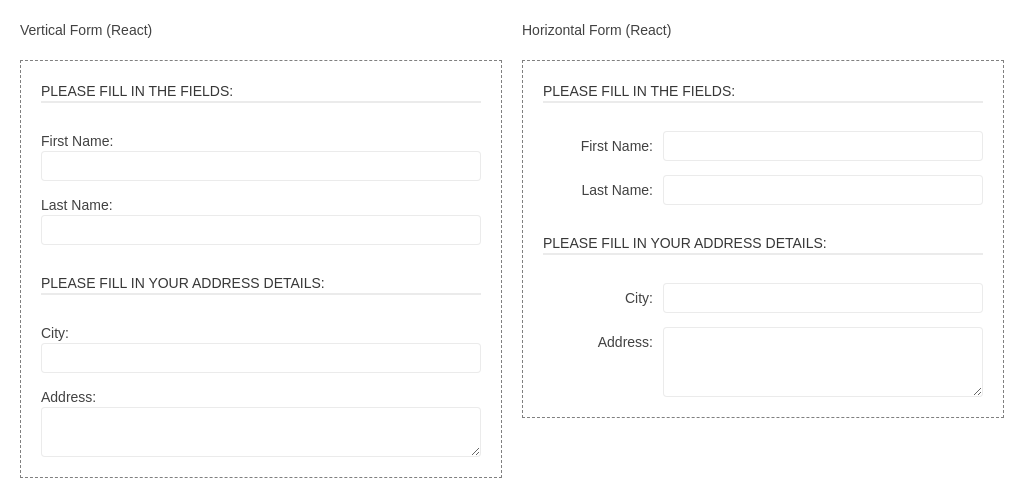 Vertical Form (React)
PLEASE FILL IN THE FIELDS:
First Name:
Last Name:
PLEASE FILL IN YOUR ADDRESS DETAILS:
City:
Address:
Horizontal Form (React)
PLEASE FILL IN THE FIELDS:
First Name:
Last Name:
PLEASE FILL IN YOUR ADDRESS DETAILS:
City:
Address: